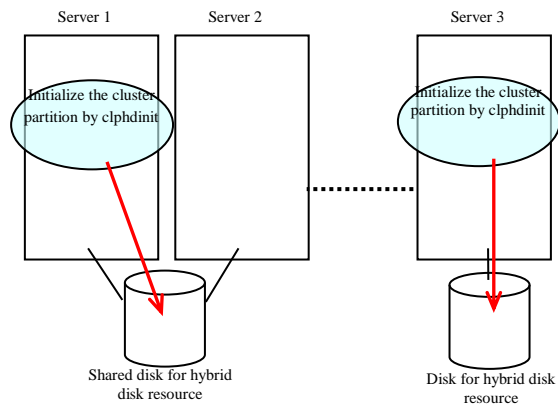 Server 1
Server 2
Server 3
Initialize the cluster
partition by clphdinit
Initialize the cluster
partition by clphdinit
Shared disk for hybrid
disk resource
Disk for hybrid disk
resource